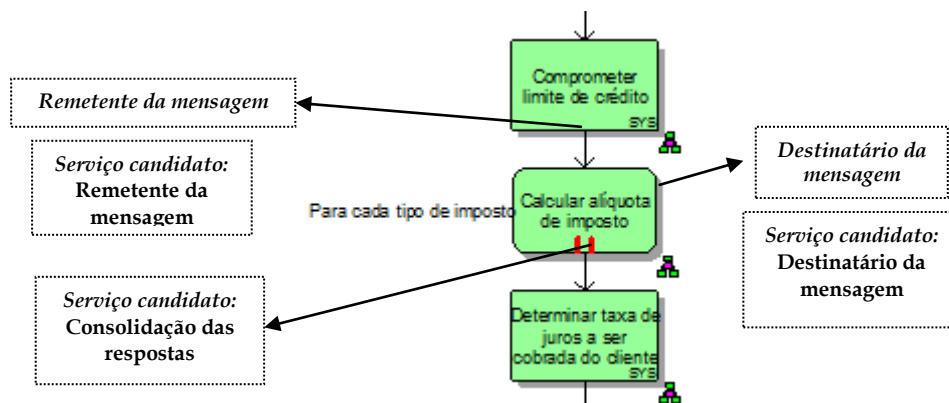 Comprometer
limite de crédito
SYS
Remetente da mensagem
Serviço candidato:
Remetente da
mensagem
Destinatário da
mensagem
Para cada tipo de imposto
Calcular alíquota
de imposto
Serviço candidato:
Destinatário da
mensagem
Serviço candidato:
Consolidação das
respostas
Determinar taxa de
juros a ser
cobrada do cliente
SYS